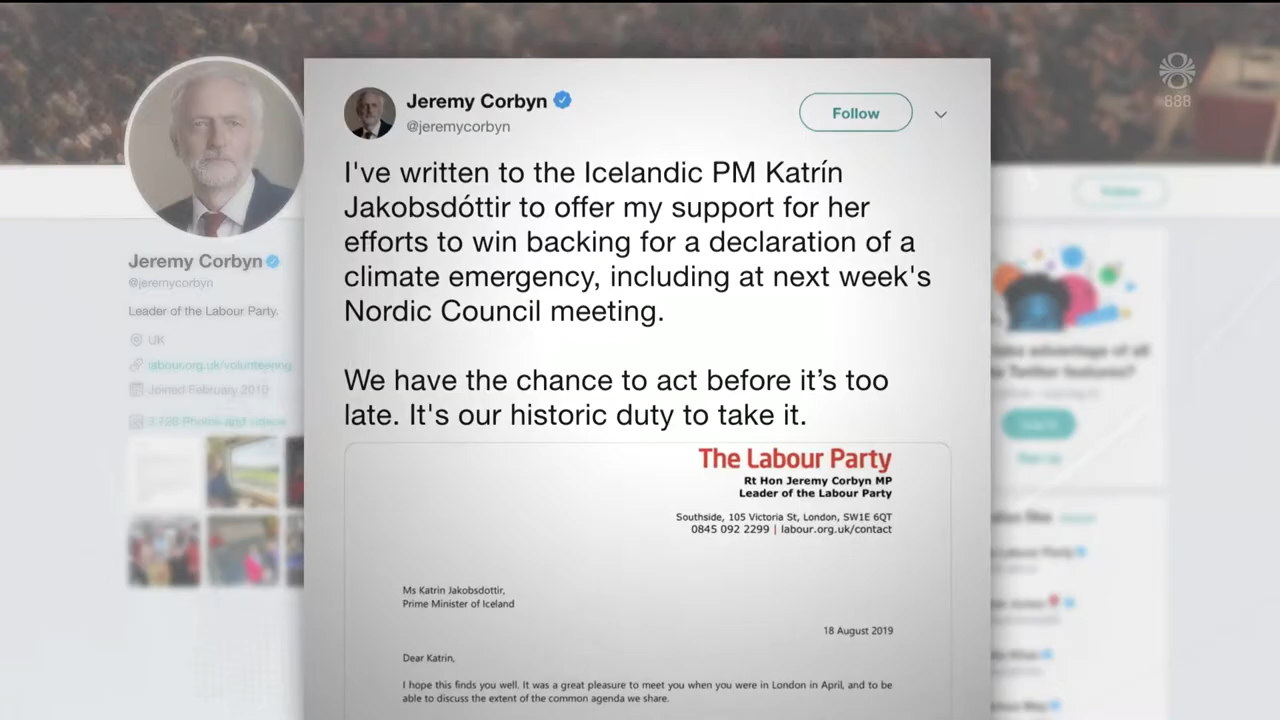 888
Jeremy Corbyn
@jeremycorbyn
Follow
I've written to the Icelandic PM Katrín
Jakobsdóttir to offer my support for her
efforts to win backing for a declaration of a
climate emergency, including at next week's
Nordic Council meeting.
We have the chance to act before it’s too
late. It's our historic duty to take it.
The Labour Party
Rt Hon Jeremy Corbyn MP
Leader of the Labour Party
Southside, 105 Victoria St, London, SW1E 6QT
0845 092 2299 | labour.org.uk/contact
Ms Katrin Jakobsdottir,
Prime Minister of Iceland
18 August 2019
Dear Katrin,
I hope this finds you well. It was a great pleasure to meet you when you were in London in April, and to be
able to discuss the extent of the common agenda we share.
Jeremy Corbyn
@jeremycorbyn
Leader of the Labour Party.
UK
labour.org.uk/volunteering
Follow